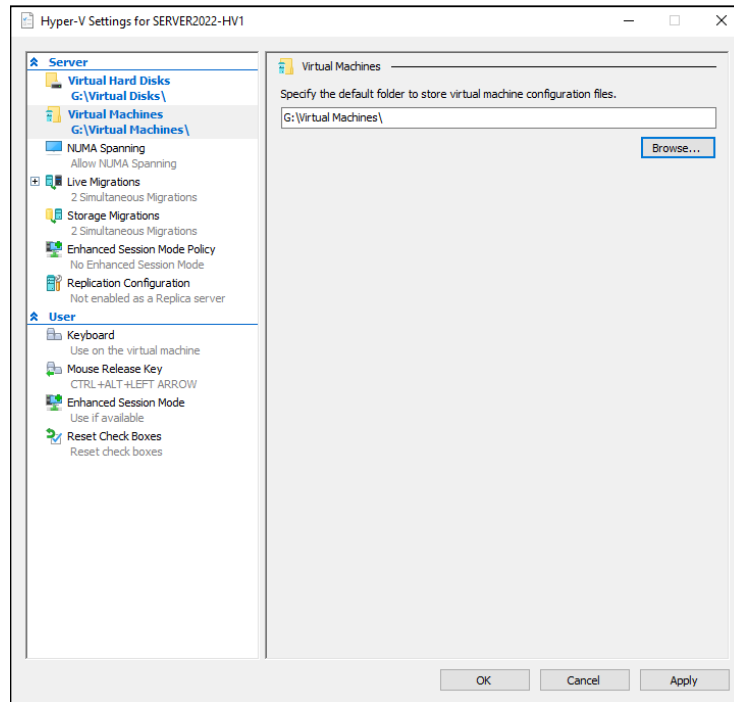 Hyper-V Settings for SERVER2022-HV1
Server
Virtual Hard Disks
G:\Virtual Disks\
Virtual Machines
G:\Virtual Machines\
NUMA Spanning
Allow NUMA Spanning
Live Migrations
2 Simultaneous Migrations
Storage Migrations
2 Simultaneous Migrations
Enhanced Session Mode Policy
No Enhanced Session Mode
Replication Configuration
Not enabled as a Replica server
User
Keyboard
Use on the virtual machine
Mouse Release Key
CTRL+ALT+LEFT ARROW
Enhanced Session Mode
Use if available
Reset Check Boxes
Reset check boxes
Virtual Machines
Specify the default folder to store virtual machine configuration files.
G:\Virtual Machines\
Browse...
OK Cancel Apply